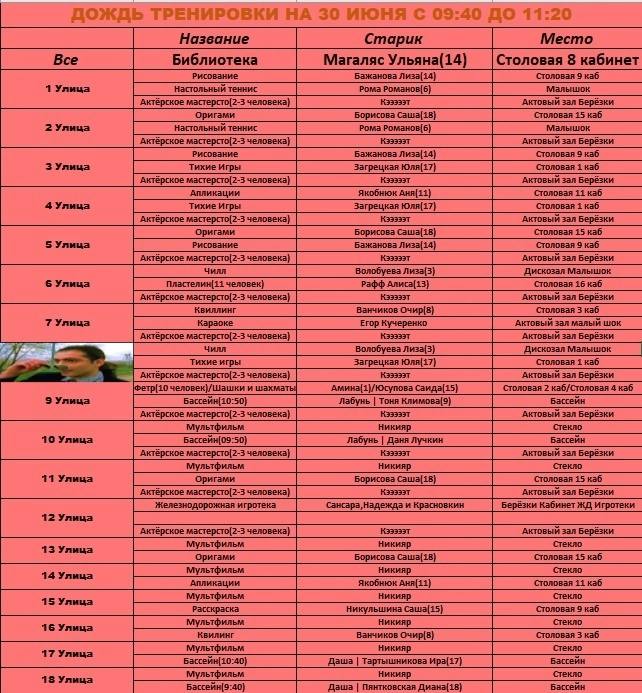 ДОЖДЬ ТРЕНИРОВКИ НА 30 ИЮНЯ С 09:40 ДО 11:20
Название Старик Место
Все Библиотека Магаляс Ульяна(14) Столовая 8 кабинет
1 Улица
Рисование Бажанова Лиза(14) Столовая 9 каб
Настольный теннис Рома Романов(6) Малышок
Актёрское мастерсто(2-3 человека) Кэээээт Актовый зал Берёзки
2 Улица
Оригами Борисова Саша(18) Столовая 15 каб
Настольный теннис Рома Романов(6) Малышок
Актёрское мастерсто(2-3 человека) Кэээээт Актовый зал Берёзки
3 Улица
Рисование Бажанова Лиза(14) Столовая 9 каб
Тихие Игры Загрецкая Юля(17) Столовая 1 каб
Актёрское мастерсто(2-3 человека) Кэээээт Актовый зал Берёзки
4 Улица
Апликации Якобнюк Аня(11) Столовая 11 каб
Тихие Игры Загрецкая Юля(17) Столовая 1 каб
Актёрское мастерсто(2-3 человека) Кэээээт Актовый зал Берёзки
5 Улица
Оригами Борисова Саша(18) Столовая 15 каб
Рисование Бажанова Лиза(14) Столовая 9 каб
Актёрское мастерсто(2-3 человека) Кэээээт Актовый зал Берёзки
6 Улица
Чилл Волобуева Лиза(3) Дискозал Малышок
Пластелин(11 человек) Рафф Алиса(13) Столовая 16 каб
Актёрское мастерсто(2-3 человека) Кэээээт Актовый зал Берёзки
7 Улица
Квиллинг Ванчиков Очир(8) Столовая 3 каб
Караоке Егор Кучеренко Актовый зал малый шок
Актёрское мастерсто(2-3 человека) Кэээээт Актовый зал Берёзки
Чилл Волобуева Лиза(3) Дискозал Малышок
Тихие игры Загрецкая Юля(17) Столовая 1 каб
Актёрское мастерсто(2-3 человека) Кэээээт Актовый зал Берёзки
9 Улица
Фетр(10 человек)/Шашки и шахматы Амина(1)/Юсупова Саида(15) Столовая 2 каб/Столовая 4 каб
Бассейн(10:50) Лабунь | Тоня Климова(9) Бассейн
Актёрское мастерсто(2-3 человека) Кэээээт Актовый зал Берёзки
10 Улица
Мультфильм Никияр Стекло
Бассейн(09:50) Лабунь | Даня Лучкин Бассейн
Актёрское мастерсто(2-3 человека) Кэээээт Актовый зал Берёзки
11 Улица
Мультфильм Никияр Стекло
Оригами Борисова Саша(18) Столовая 15 каб
Актёрское мастерсто(2-3 человека) Кэээээт Актовый зал Берёзки
12 Улица
Железнодорожная игротека Сансара,Надежда и Красновкин Берёзки Кабинет ЖД Игротеки
Актёрское мастерсто(2-3 человека) Кэээээт Актовый зал Берёзки
13 Улица
Мультфильм Никияр Стекло
Оригами Борисова Саша(18) Столовая 15 каб
14 Улица
Мультфильм Никияр Стекло
Апликации Якобнюк Аня(11) Столовая 11 каб
15 Улица
Мультфильм Никияр Стекло
Расскраска Никульшина Саша(15) Столовая 9 каб
16 Улица
Мультфильм Никияр Стекло
Квилинг Ванчиков Очир(8) Столовая 3 каб
17 Улица
Мультфильм Никияр Стекло
Бассейн(10:40) Даша | Тартышникова Ира(17) Бассейн
18 Улица
Мультфильм Никияр Стекло
Бассейн(9:40) Даша | Пянтковская Диана(18) Бассейн